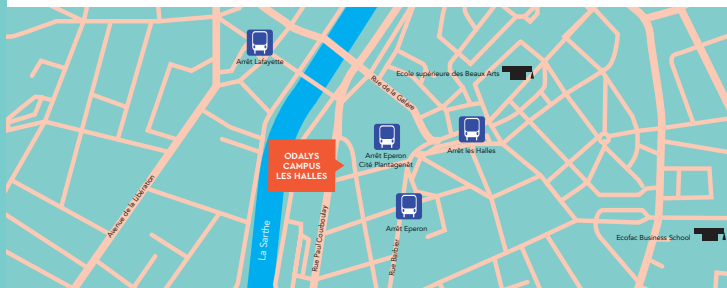 Arrêt Lafayette
Ecole supérieure des Beaux Arts
Rue de la Galère
ODALYS
CAMPUS
LES HALLES
Arrêt Eperon
Cité Plantagenêt
Arrêt les Halles
Avenue de la Libération
La Sarthe
Rue Paul Courboulay
Rue Barbier
Arrêt Eperon
Ecofac Business School